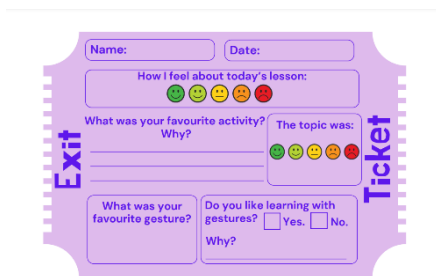 Name:
Date:
How I feel about today's lesson:
What was your favourite activity?
Why?
The topic was:
Exit
Ticket
What was your
favourite gesture?
Do you like learning with
gestures? Yes. No.
Why?